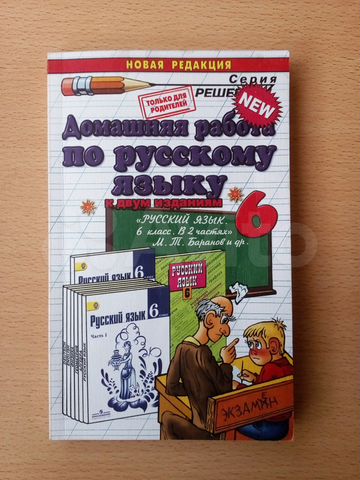 НОВАЯ РЕДАКЦИЯ
Серия
РЕШЕБНИК
NEW
ТОЛЬКО ДЛЯ
РОДИТЕЛЕЙ
Домашняя работа
по русскому
языку
к двум изданиям
6
«РУССКИЙ ЯЗЫК.
6 класс. В 2 частях»
М. Т. Баранов и др.
Русский язык 6
РУССКИЙ
ЯЗЫК
6
Русский язык 6
Часть 1
ЭКЗАМЕН